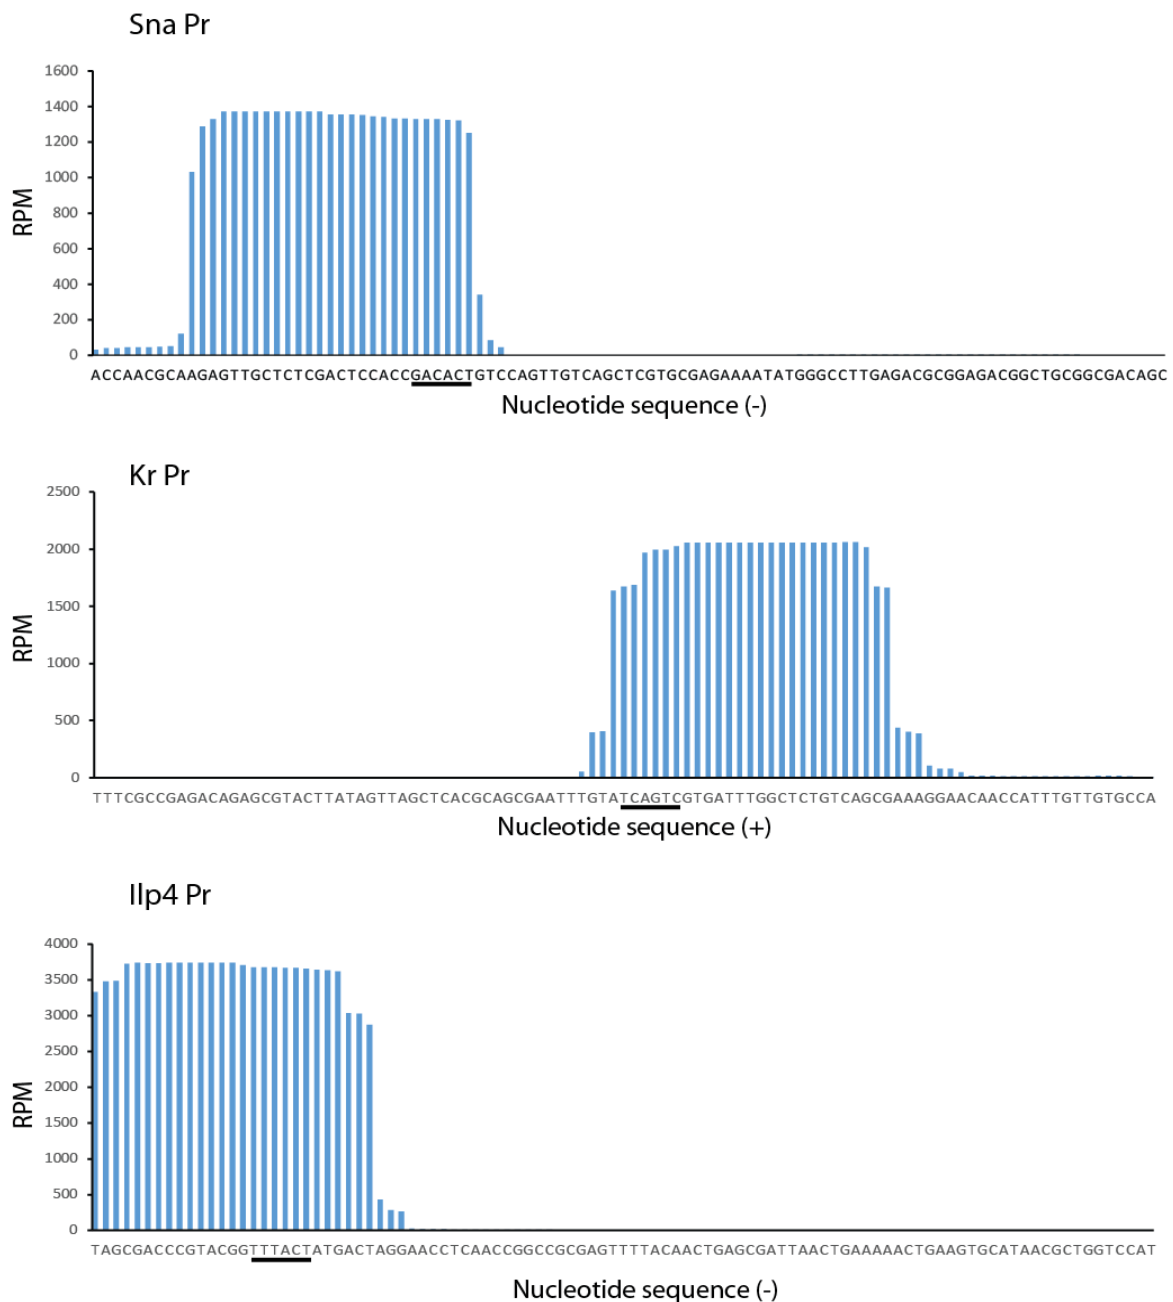 Sna Pr
1600
1400
1200
1000
800
600
400
200
0
RPM
ACCAACGCAAGAGTTGCTCTCGACTCCACCGACACTGTCCAGTTGTCAGCTCGTGCGAGAAAATATGGGCCTTGAGACGCGGAGACGGCTGCGGCGACAGC
Nucleotide sequence (-)
Kr Pr
2500
2000
1500
1000
500
0
RPM
TTTCGCCGAGACAGAGCGTACTTATAGTTAGCTCACGCAGCGAATTTGTATCAGTCGTGATTTGGCTCTGTCAGCGAAAGGAACAACCATTTGTTGTGCCA
Nucleotide sequence (+)
Ilp4 Pr
4000
3500
3000
2500
2000
1500
1000
500
0
RPM
TAGCGACCCGTACGGTTTACTATGACTAGGAACCTCAACCGGCCGCGAGTTTTACAACTGAGCGATTAACTGAAAAACTGAAGTGCATAACGCTGGTCCAT
Nucleotide sequence (-)